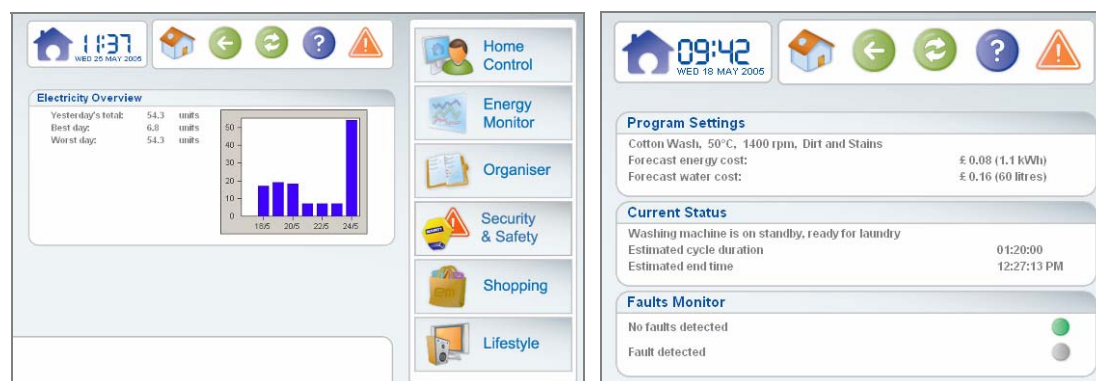 11:37
WED 25 MAY 2005
?
!
Electricity Overview
Yesterday's total: 54.3 units
Best day: 6.8 units
Worst day: 54.3 units
50
40
30
20
10
0
18/5 20/5 22/5 24/5
Home
Control
Energy
Monitor
Organiser
Security
& Safety
Shopping
Lifestyle
09:42
WED 18 MAY 2005
?
!
Program Settings
Cotton Wash, 50°C, 1400 rpm, Dirt and Stains
Forecast energy cost: £ 0.08 (1.1 kWh)
Forecast water cost: £ 0.16 (60 litres)
Current Status
Washing machine is on standby, ready for laundry
Estimated cycle duration 01:20:00
Estimated end time 12:27:13 PM
Faults Monitor
No faults detected
Fault detected